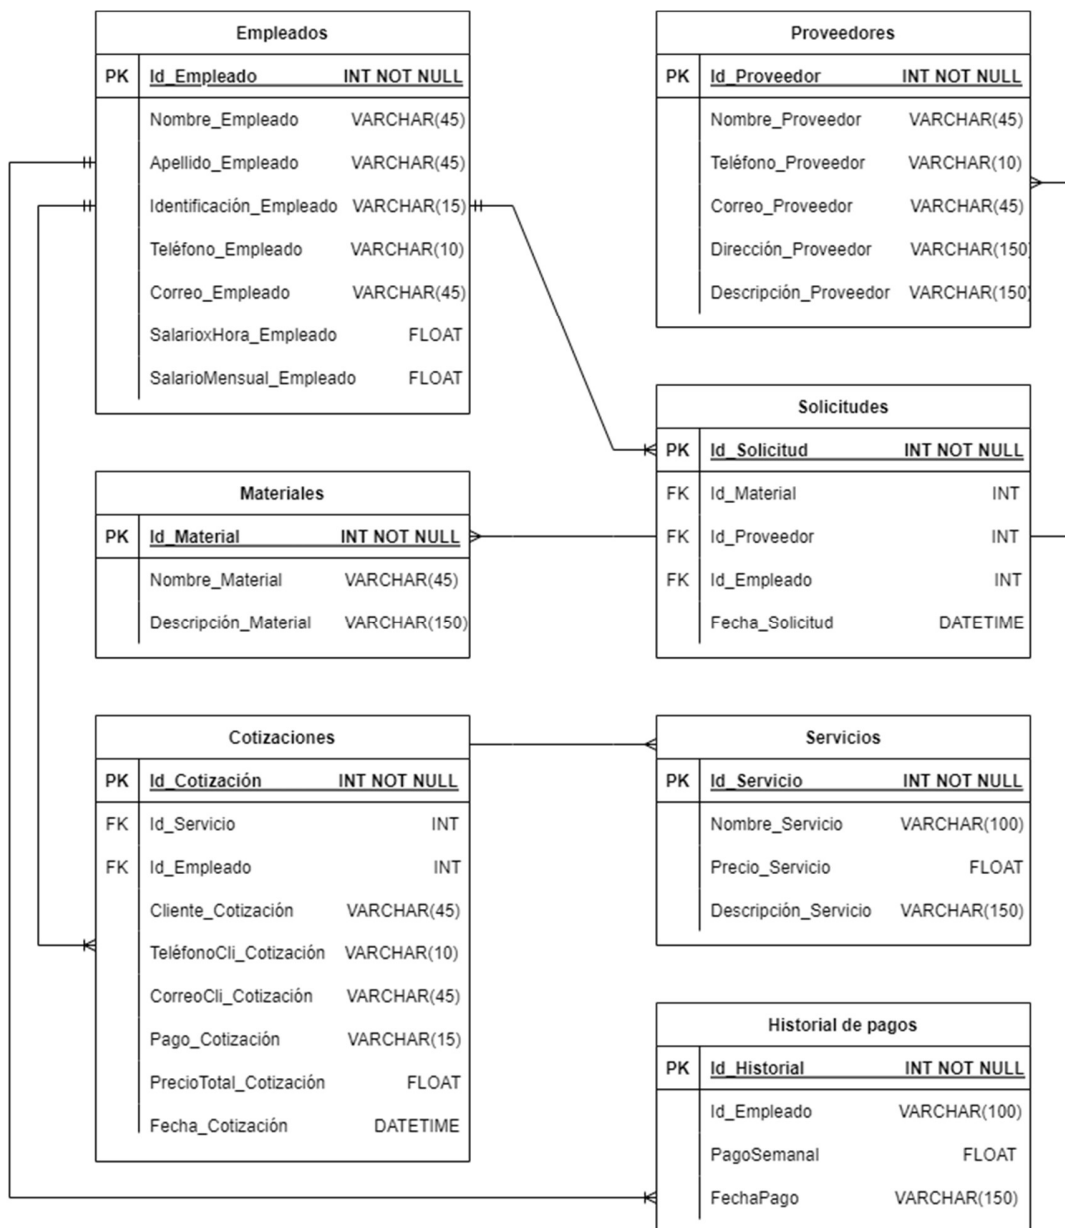 Empleados
PK Id_Empleado INT NOT NULL
Nombre_Empleado VARCHAR(45)
Apellido_Empleado VARCHAR(45)
Identificación_Empleado VARCHAR(15)
Teléfono_Empleado VARCHAR(10)
Correo_Empleado VARCHAR(45)
SalarioxHora_Empleado FLOAT
SalarioMensual_Empleado FLOAT
Proveedores
PK Id_Proveedor INT NOT NULL
Nombre_Proveedor VARCHAR(45)
Teléfono_Proveedor VARCHAR(10)
Correo_Proveedor VARCHAR(45)
Dirección_Proveedor VARCHAR(150)
Descripción_Proveedor VARCHAR(150)
Materiales
PK Id_Material INT NOT NULL
Nombre_Material VARCHAR(45)
Descripción_Material VARCHAR(150)
Solicitudes
PK Id_Solicitud INT NOT NULL
FK Id_Material INT
FK Id_Proveedor INT
FK Id_Empleado INT
Fecha_Solicitud DATETIME
Cotizaciones
PK Id_Cotización INT NOT NULL
FK Id_Servicio INT
FK Id_Empleado INT
Cliente_Cotización VARCHAR(45)
TeléfonoCli_Cotización VARCHAR(10)
CorreoCli_Cotización VARCHAR(45)
Pago_Cotización VARCHAR(15)
PrecioTotal_Cotización FLOAT
Fecha_Cotización DATETIME
Servicios
PK Id_Servicio INT NOT NULL
Nombre_Servicio VARCHAR(100)
Precio_Servicio FLOAT
Descripción_Servicio VARCHAR(150)
Historial de pagos
PK Id_Historial INT NOT NULL
Id_Empleado VARCHAR(100)
PagoSemanal FLOAT
FechaPago VARCHAR(150)